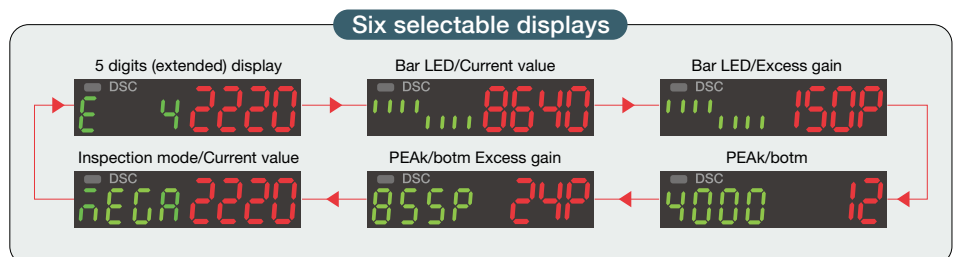 Six selectable displays
5 digits (extended) display
DSC
E 42220
Bar LED/Current value
DSC
8640
Bar LED/Excess gain
DSC
150P
Inspection mode/Current value
DSC
MEGA2220
PEAk/botm Excess gain
DSC
855P 24P
PEAk/botm
DSC
4000 12